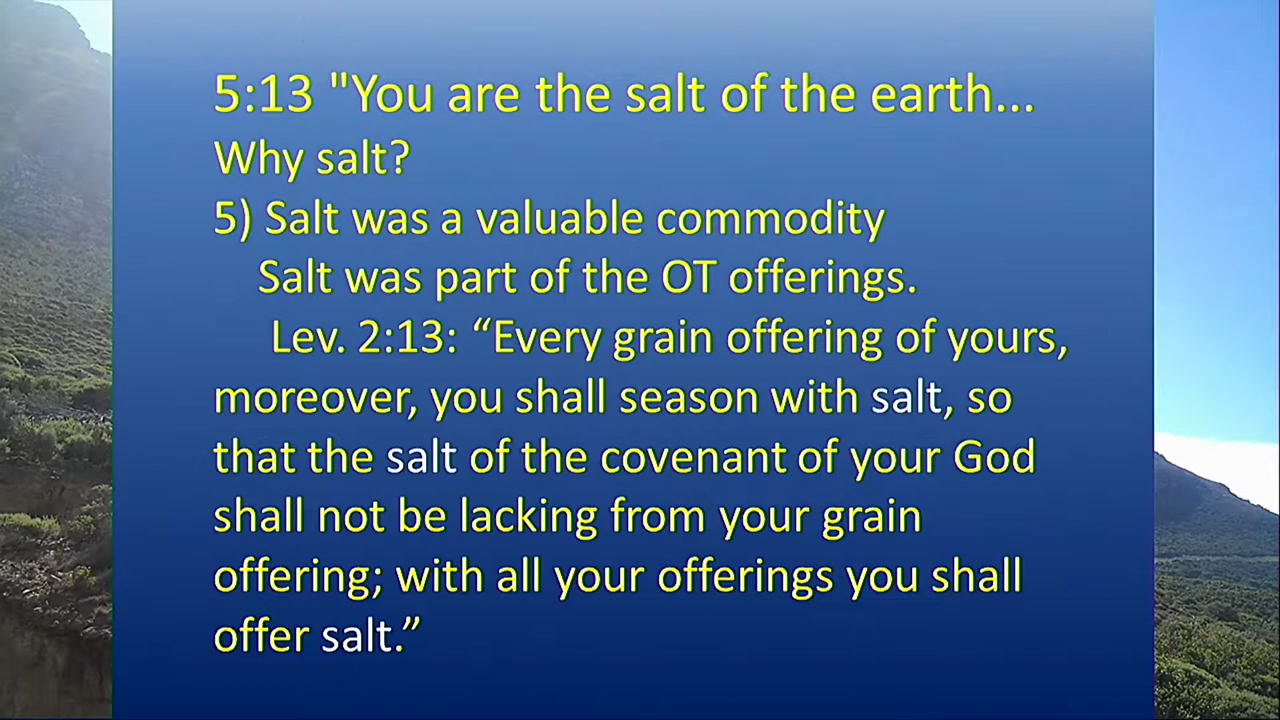 5:13 "You are the salt of the earth...
Why salt?
5) Salt was a valuable commodity
Salt was part of the OT offerings.
Lev. 2:13: “Every grain offering of yours,
moreover, you shall season with salt, so
that the salt of the covenant of your God
shall not be lacking from your grain
offering; with all your offerings you shall
offer salt.”